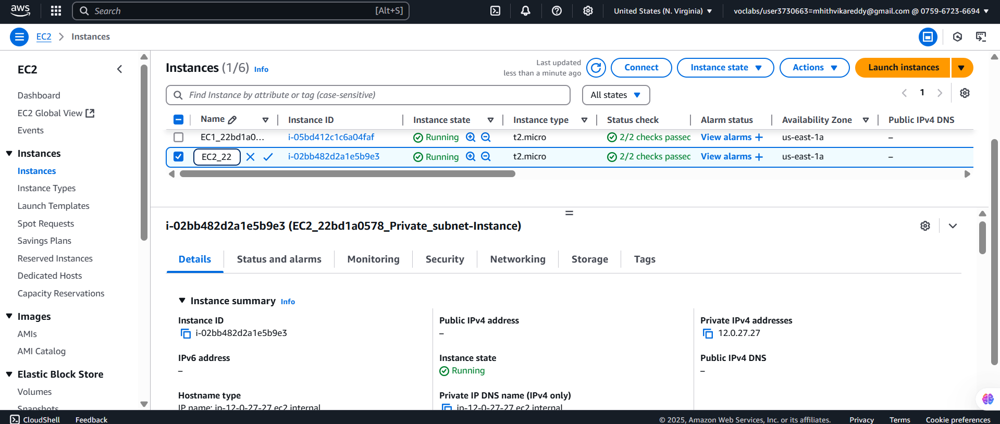 aws Search [Alt+S] United States (N. Virginia) voclabs/user3730663=mhithvikareddy@gmail.com @ 0759-6723-6694
EC2 Instances
EC2
Dashboard
EC2 Global View
Events
Instances
Instances
Instance Types
Launch Templates
Spot Requests
Savings Plans
Reserved Instances
Dedicated Hosts
Capacity Reservations
Images
AMIs
AMI Catalog
Elastic Block Store
Volumes
Snapshots
Instances (1/6) Info
Last updated
less than a minute ago
Connect Instance state Actions Launch instances
Find Instance by attribute or tag (case-sensitive) All states 1
Name Instance ID Instance state Instance type Status check Alarm status Availability Zone Public IPv4 DNS
EC1_22bd1a0... i-05bd412c1c6a04faf Running t2.micro 2/2 checks passec View alarms + us-east-1a –
EC2_22 i-02bb482d2a1e5b9e3 Running t2.micro 2/2 checks passec View alarms + us-east-1a –
i-02bb482d2a1e5b9e3 (EC2_22bd1a0578_Private_subnet-Instance)
Details Status and alarms Monitoring Security Networking Storage Tags
Instance summary Info
Instance ID
i-02bb482d2a1e5b9e3
Public IPv4 address
–
Private IPv4 addresses
12.0.27.27
IPv6 address
–
Instance state
Running
Public IPv4 DNS
–
Hostname type
IP name: ip-12-0-27-27.ec2.internal
Private IP DNS name (IPv4 only)
ip-12-0-27-27.ec2.internal
CloudShell Feedback © 2025, Amazon Web Services, Inc. or its affiliates. Privacy Terms Cookie preferences